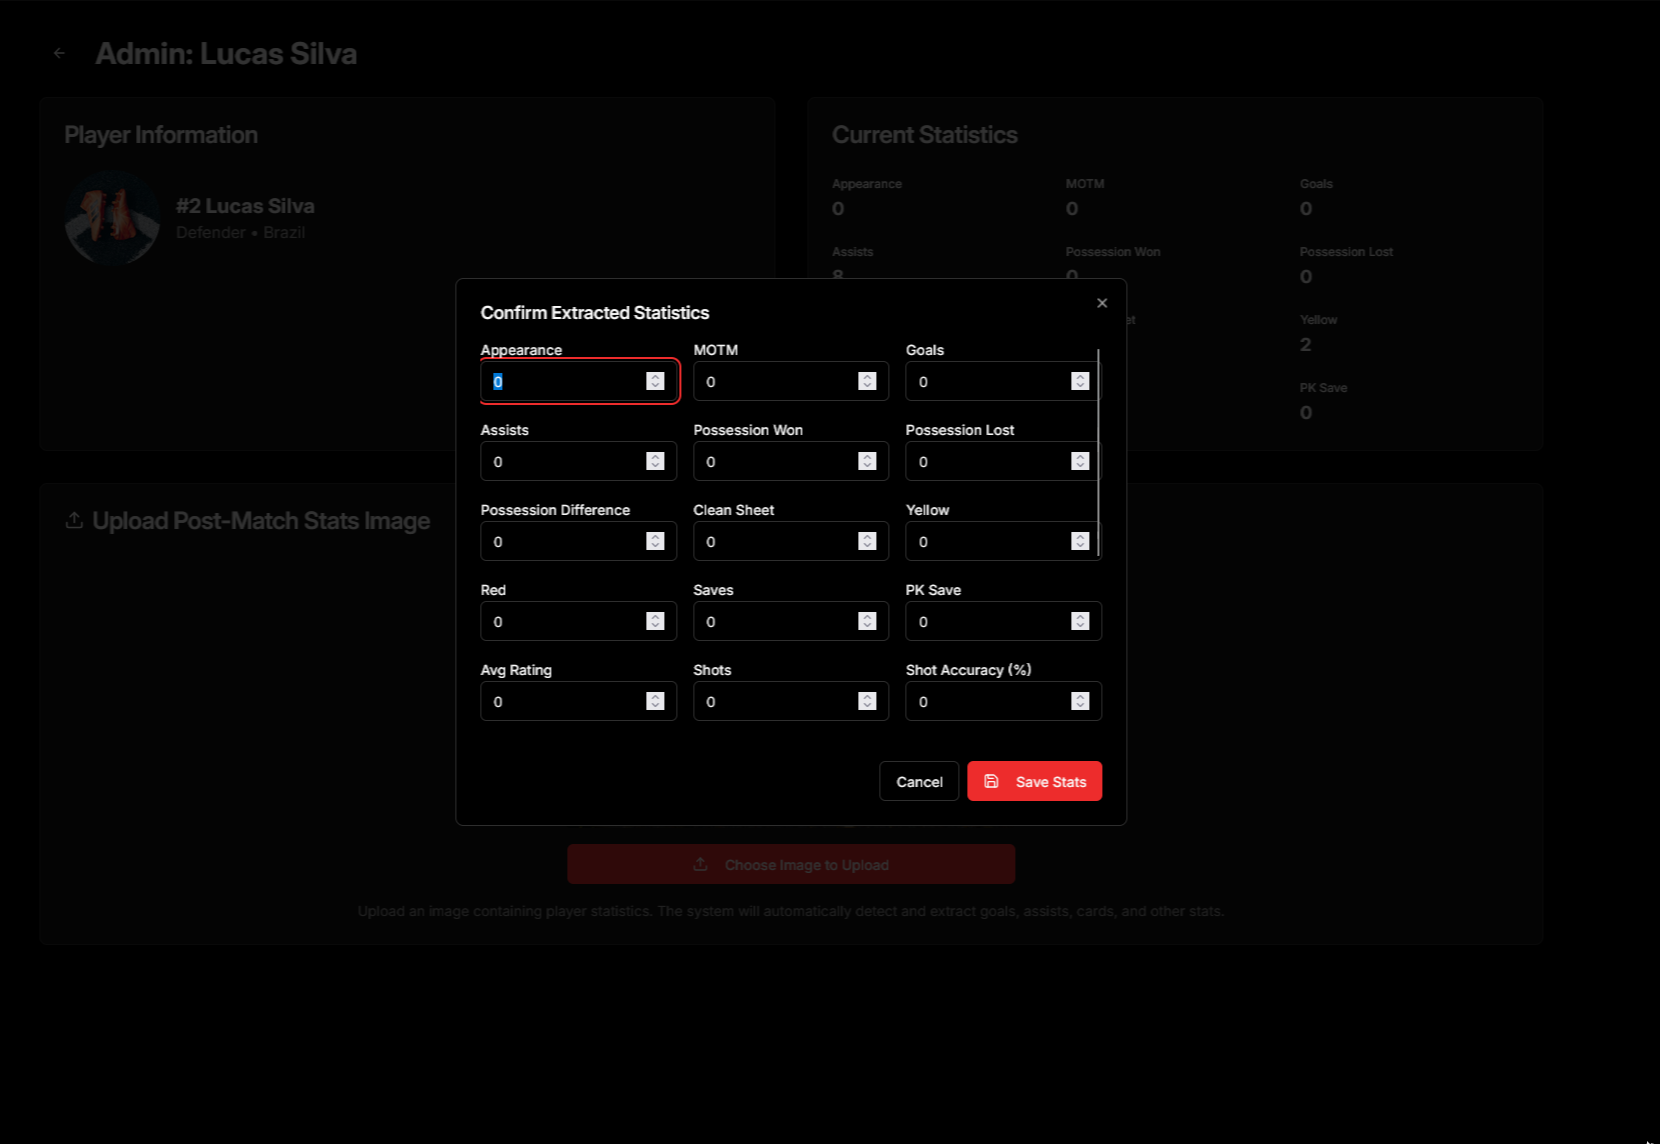 Admin: Lucas Silva
Player Information
#2 Lucas Silva
Defender • Brazil
Current Statistics
Appearance MOTM Goals
0 0 0
Assists Possession Won Possession Lost
8 0 0
et Yellow
2
PK Save
0
Upload Post-Match Stats Image
Confirm Extracted Statistics
Appearance MOTM Goals
0 0 0
Assists Possession Won Possession Lost
0 0 0
Possession Difference Clean Sheet Yellow
0 0 0
Red Saves PK Save
0 0 0
Avg Rating Shots Shot Accuracy (%)
0 0 0
Cancel Save Stats
Choose Image to Upload
Upload an image containing player statistics. The system will automatically detect and extract goals, assists, cards, and other stats.